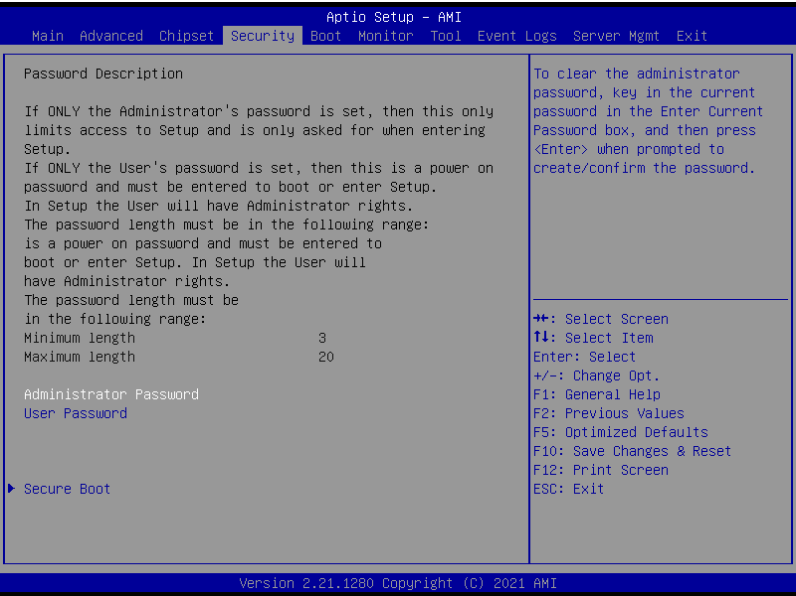 Aptio Setup - AMI
Main Advanced Chipset Security Boot Monitor Tool Event Logs Server Mgmt Exit
Password Description
If ONLY the Administrator's password is set, then this only
limits access to Setup and is only asked for when entering
Setup.
If ONLY the User's password is set, then this is a power on
password and must be entered to boot or enter Setup.
In Setup the User will have Administrator rights.
The password length must be in the following range:
is a power on password and must be entered to
boot or enter Setup. In Setup the User will
have Administrator rights.
The password length must be
in the following range:
Minimum length 3
Maximum length 20
Administrator Password
User Password
Secure Boot
To clear the administrator
password, key in the current
password in the Enter Current
Password box, and then press
<Enter> when prompted to
create/confirm the password.
→←: Select Screen
↑↓: Select Item
Enter: Select
+/-: Change Opt.
F1: General Help
F2: Previous Values
F5: Optimized Defaults
F10: Save Changes & Reset
F12: Print Screen
ESC: Exit
Version 2.21.1280 Copyright (C) 2021 AMI